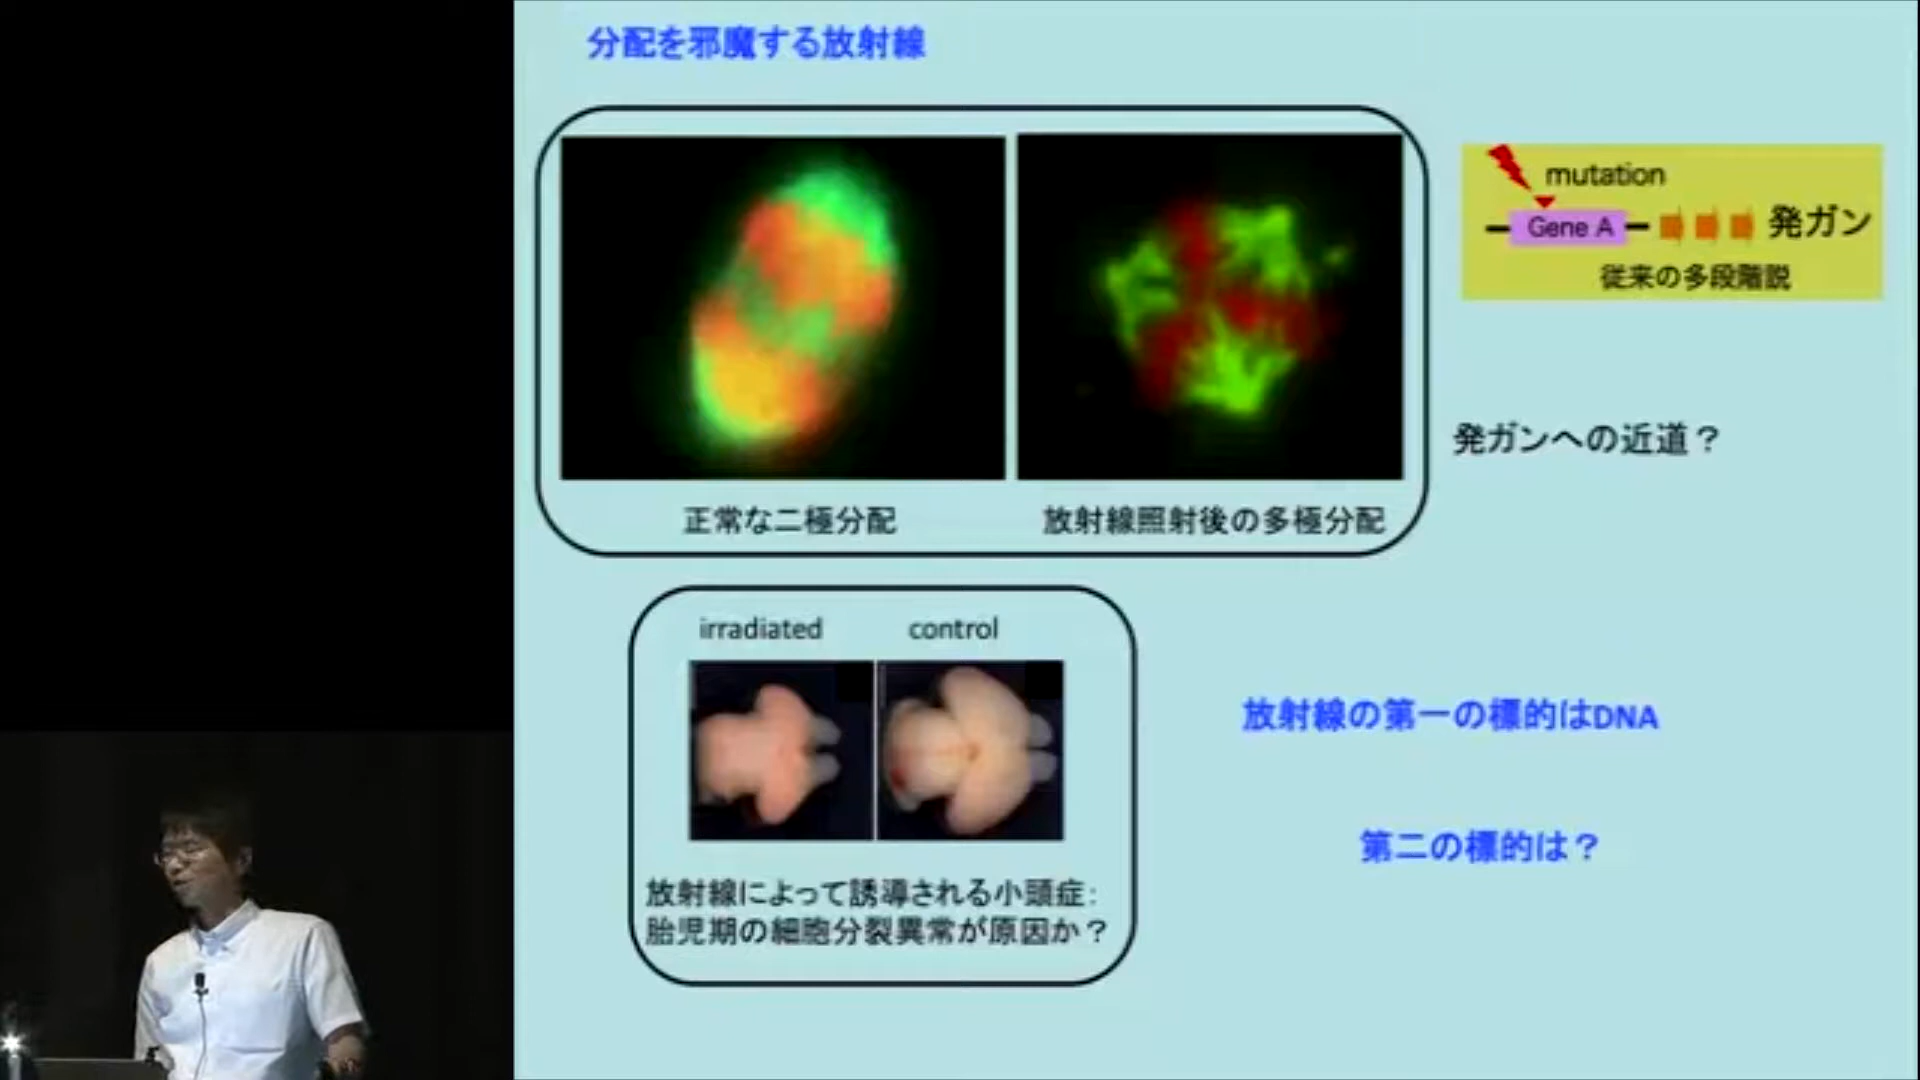 分配を邪魔する放射線
mutation
Gene A
発ガン
従来の多段階説
発ガンへの近道？
正常な二極分配
放射線照射後の多極分配
irradiated
control
放射線によって誘導される小頭症：
胎児期の細胞分裂異常が原因か？
放射線の第一の標的はDNA
第二の標的は？